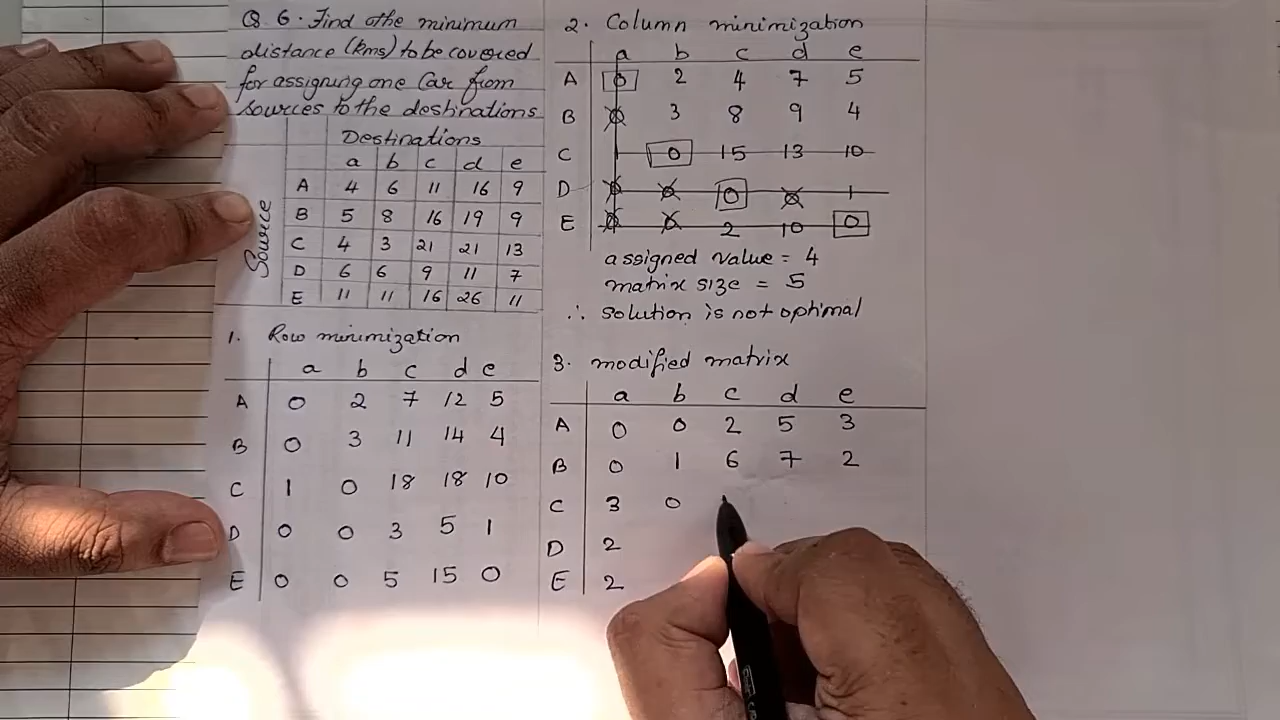 Q. 6. Find the minimum
distance (kms) to be covered
for assigning one Car from
sources to the destinations
Destinations
a b c d e
A 4 6 11 16 9
B 5 8 16 19 9
C 4 3 21 21 13
D 6 6 9 11 7
E 11 11 16 26 11
Source
1. Row minimization
a b c d e
A 0 2 7 12 5
B 0 3 11 14 4
C 1 0 18 18 10
D 0 0 3 5 1
E 0 0 5 15 0
2. Column minimization
a b c d e
A 0 2 4 7 5
B 0 3 8 9 4
C 1 0 15 13 10
D 0 0 0 0 1
E 0 0 2 10 0
assigned value = 4
matrix size = 5
∴ solution is not optimal
3. modified matrix
a b c d e
A 0 0 2 5 3
B 0 1 6 7 2
C 3 0
D 2
E 2